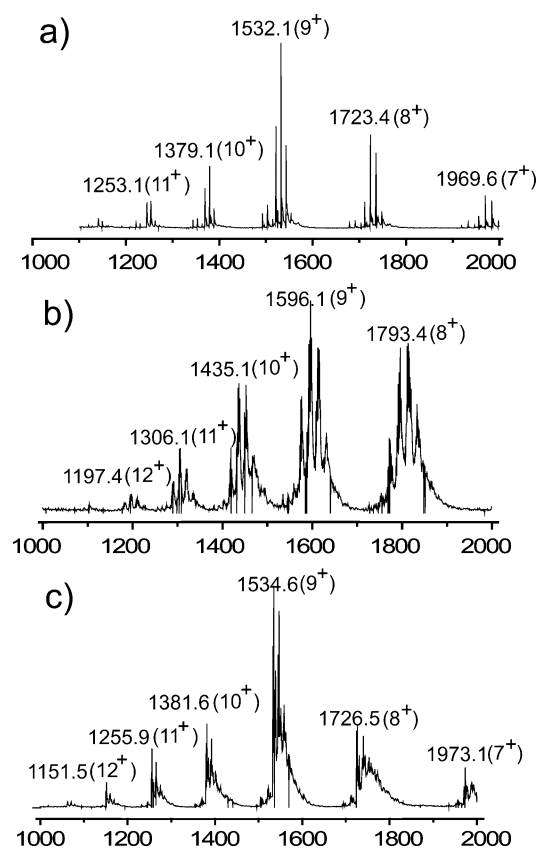 a)
1532.1(9+)
1723.4(8+)
1379.1(10+)
1253.1(11+)
1969.6(7+)
1000 1200 1400 1600 1800 2000
b)
1596.1(9+)
1793.4(8+)
1435.1(10+)
1306.1(11+)
1197.4(12+)
1000 1200 1400 1600 1800 2000
c)
1534.6(9+)
1381.6(10+)
1726.5(8+)
1255.9(11+)
1973.1(7+)
1151.5(12+)
1000 1200 1400 1600 1800 2000